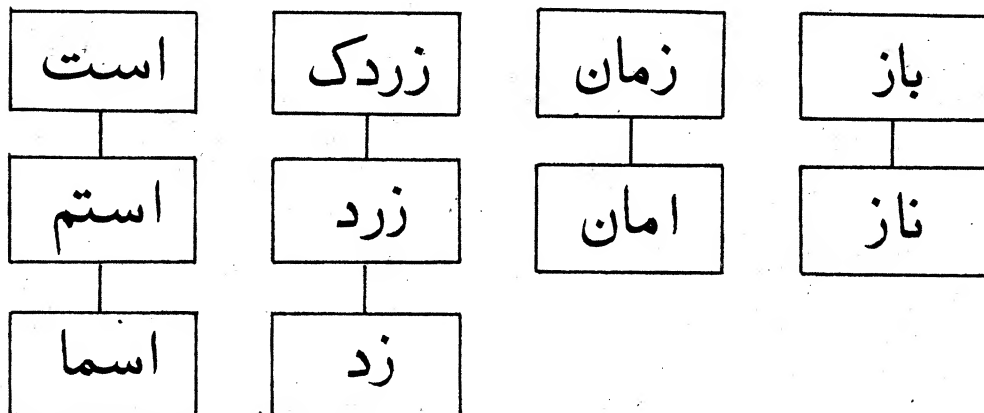 باز زمان زردک است
ناز امان زرد استم
زد اسما